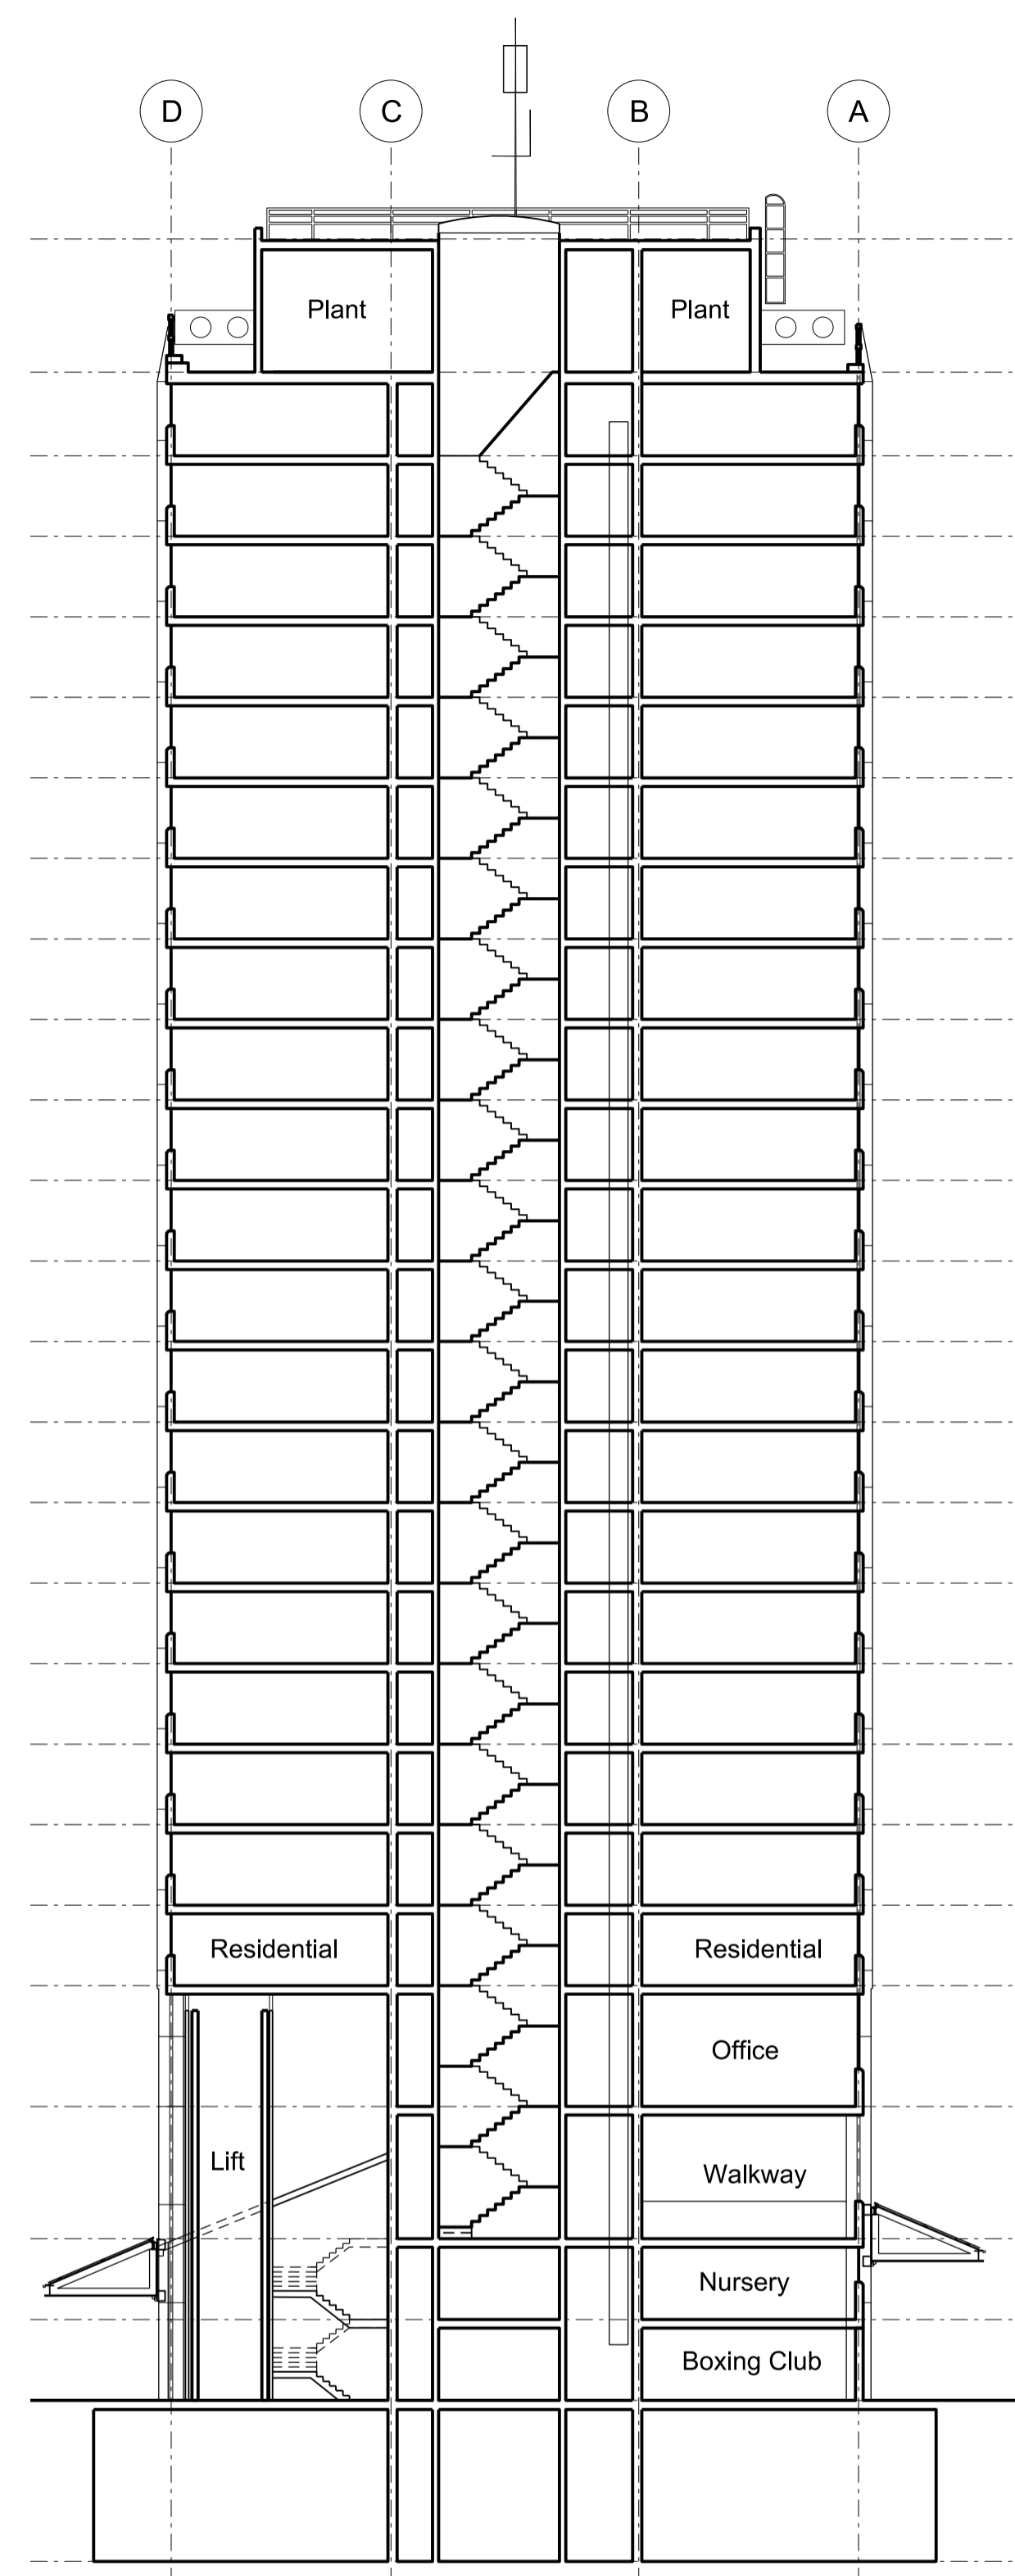 D C B A
Plant Plant
Residential Residential
Office
Lift
Walkway
Nursery
Boxing Club